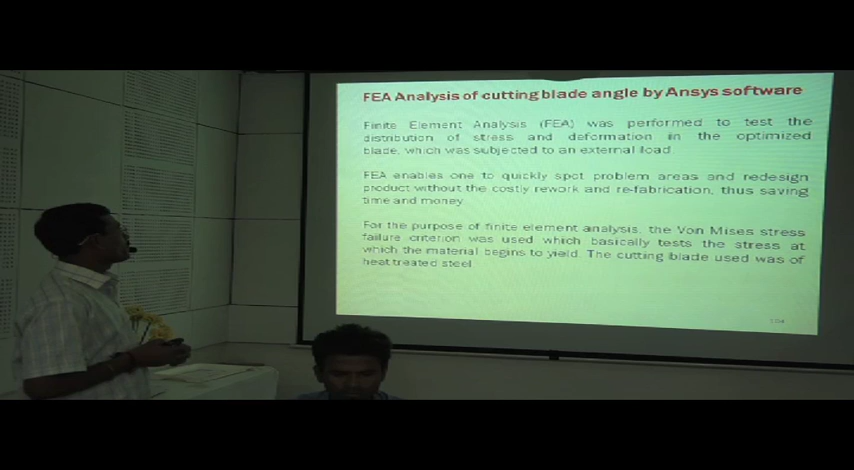 FEA Analysis of cutting blade angle by Ansys software
Finite Element Analysis (FEA) was performed to test the
distribution of stress and deformation in the optimized
blade, which was subjected to an external load
FEA enables one to quickly spot problem areas and redesign
product without the costly rework and re-fabrication, thus saving
time and money
For the purpose of finite element analysis, the Von Mises stress
failure criterion was used which basically tests the stress at
which the material begins to yield. The cutting blade used was of
heat treated steel